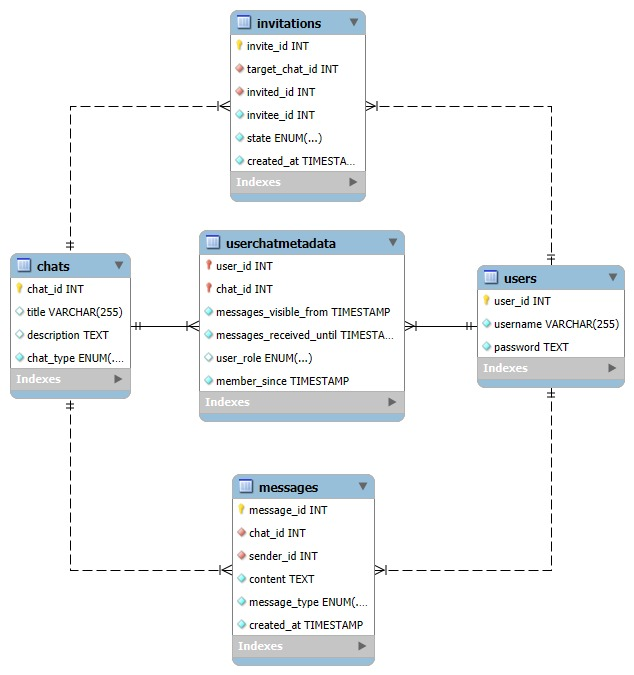 invitations
invite_id INT
target_chat_id INT
invited_id INT
invitee_id INT
state ENUM(...)
created_at TIMESTA...
Indexes
chats
chat_id INT
title VARCHAR(255)
description TEXT
chat_type ENUM(....
Indexes
userchatmetadata
user_id INT
chat_id INT
messages_visible_from TIMESTAMP
messages_received_until TIMESTA...
user_role ENUM(...)
member_since TIMESTAMP
Indexes
users
user_id INT
username VARCHAR(255)
password TEXT
Indexes
messages
message_id INT
chat_id INT
sender_id INT
content TEXT
message_type ENUM(....
created_at TIMESTAMP
Indexes